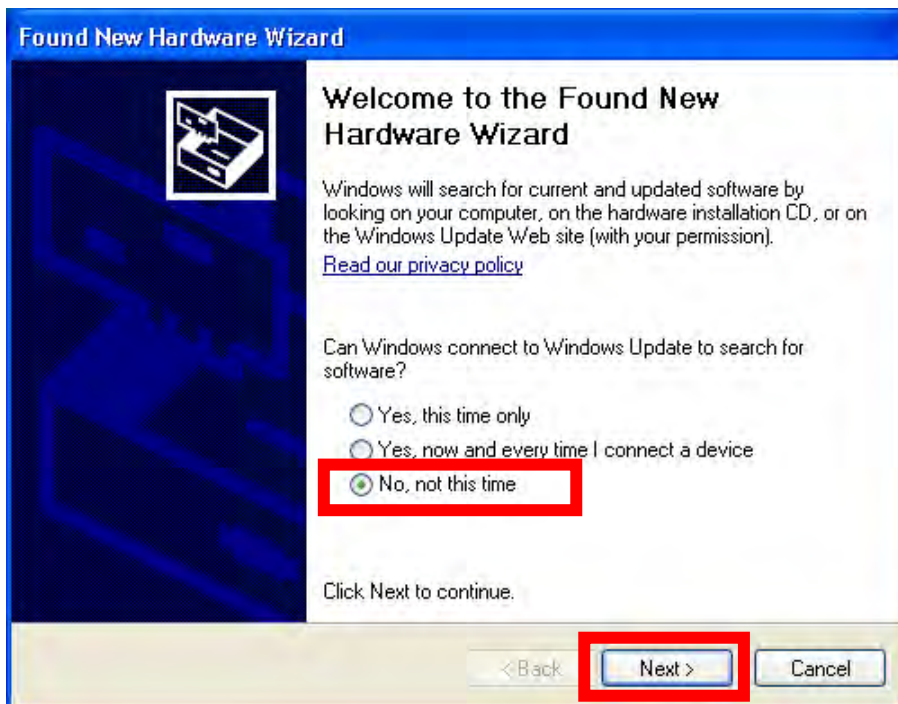 Found New Hardware Wizard
Welcome to the Found New
Hardware Wizard
Windows will search for current and updated software by
looking on your computer, on the hardware installation CD, or on
the Windows Update Web site (with your permission).
Read our privacy policy
Can Windows connect to Windows Update to search for
software?
Yes, this time only
Yes, now and every time I connect a device
No, not this time
Click Next to continue.
< Back
Next >
Cancel